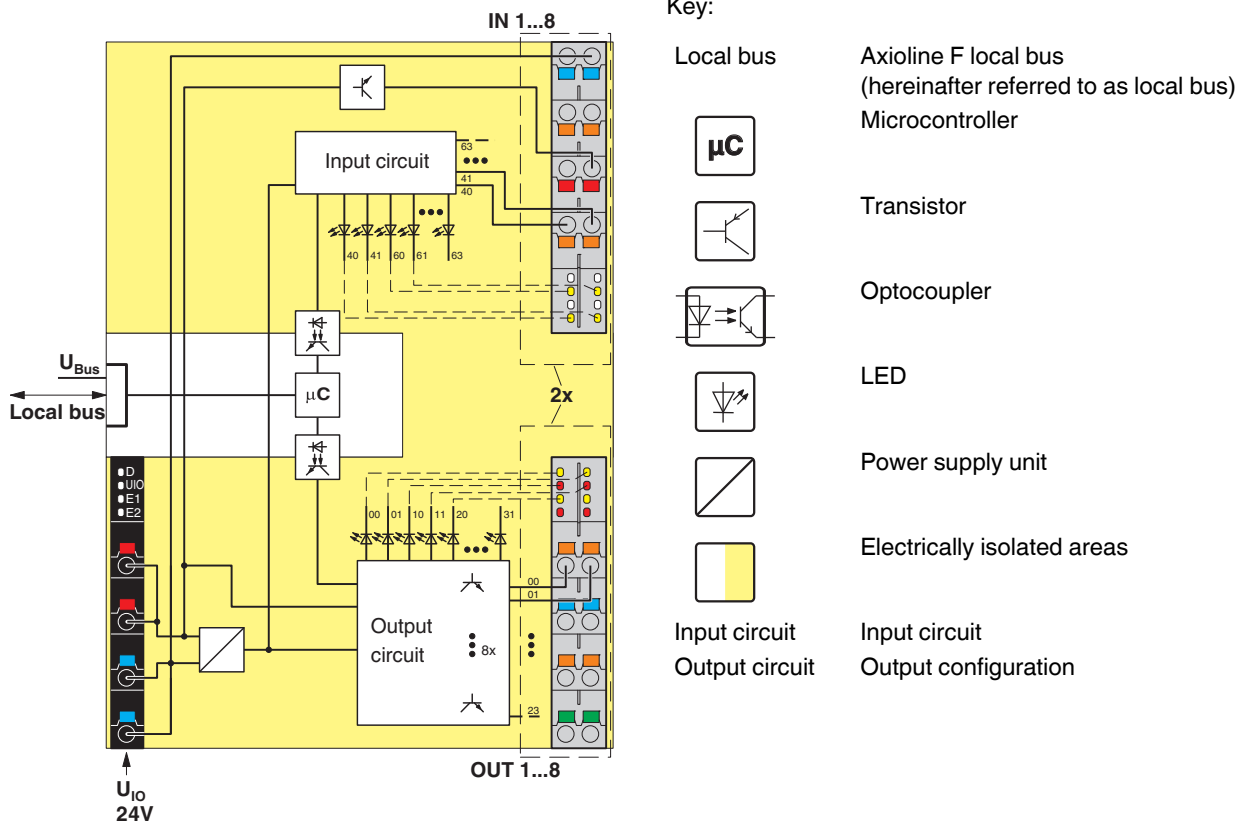 IN 1...8
63
Input circuit
41
40
40 41 60 61 63
U Bus
Local bus
µC
2x
D
UIO
E1
E2
00 01 10 11 20 31
00
01
Output
circuit
8x
23
OUT 1...8
U IO
24V
Key:
Local bus Axioline F local bus
(hereinafter referred to as local bus)
µC Microcontroller
Transistor
Optocoupler
LED
Power supply unit
Electrically isolated areas
Input circuit Input circuit
Output circuit Output configuration